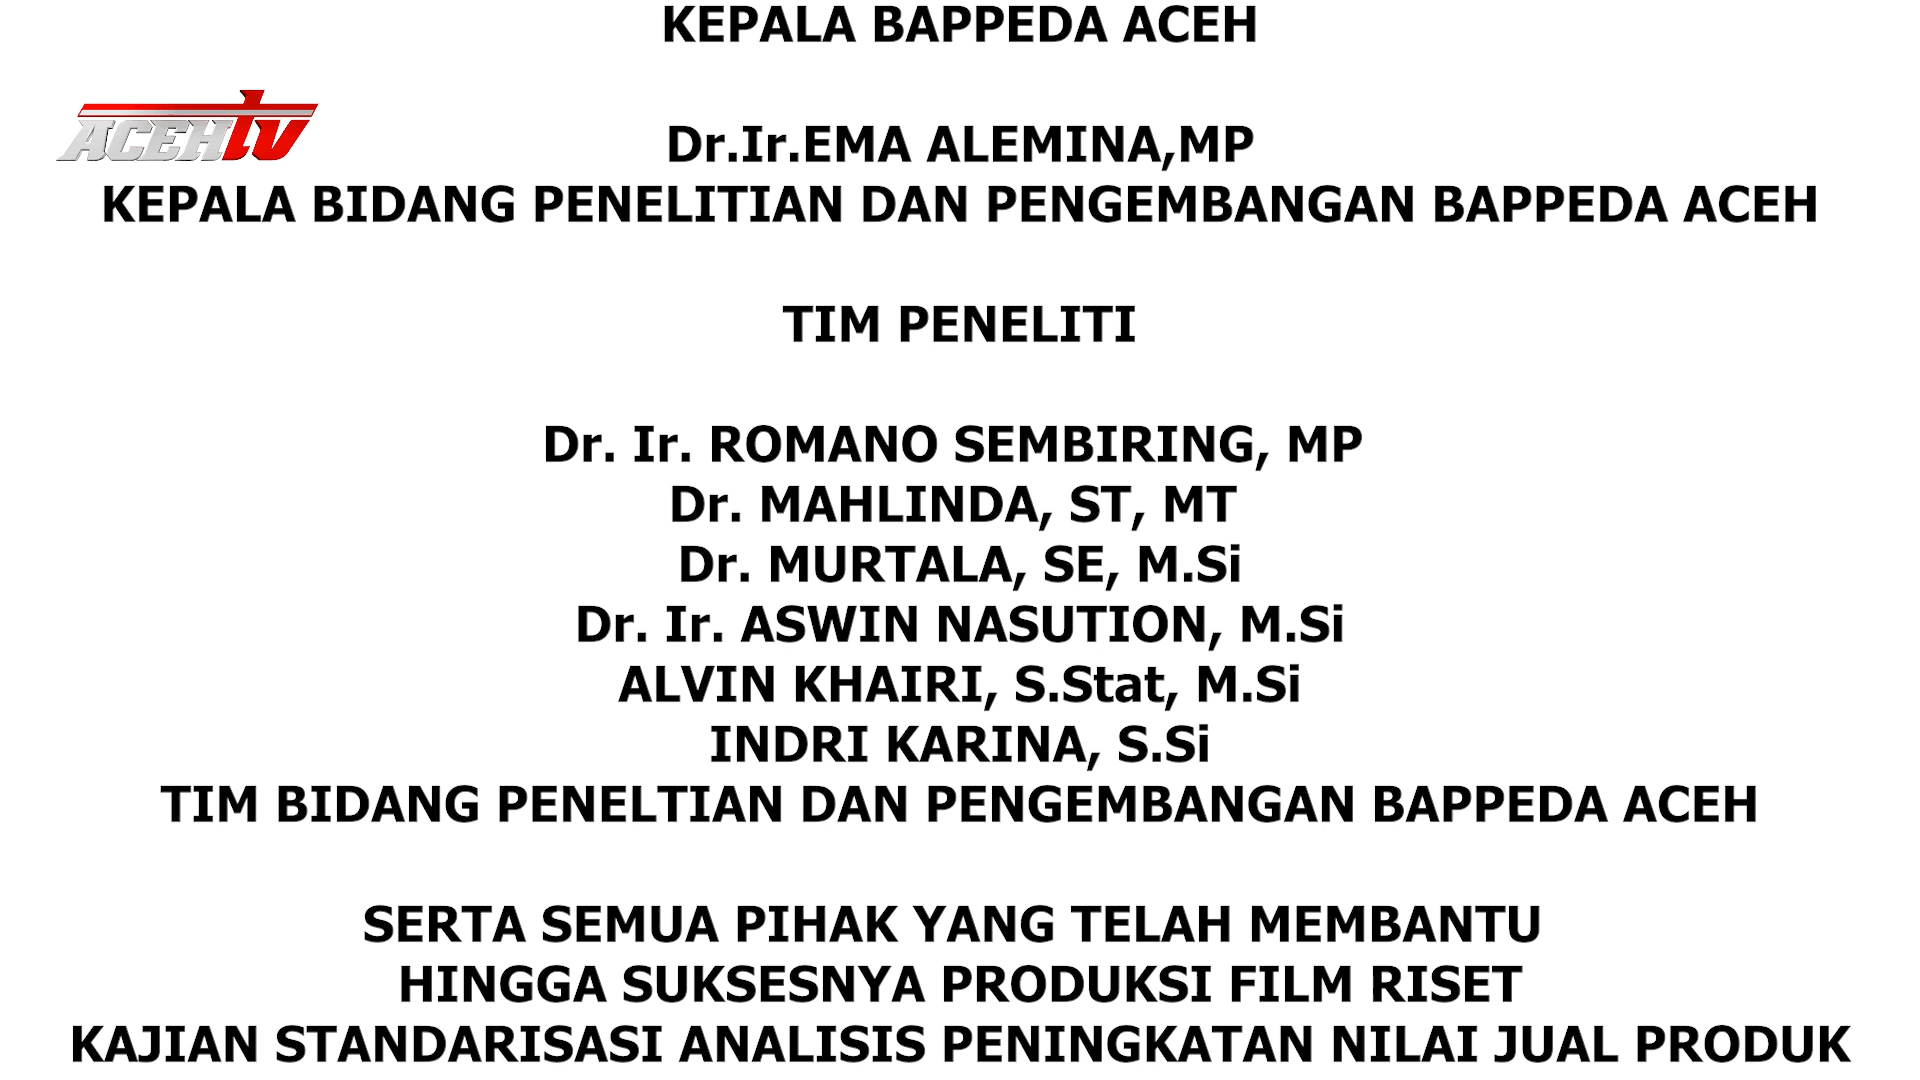 KEPALA BAPPEDA ACEH
ACEHtv
Dr.Ir.EMA ALEMINA,MP
KEPALA BIDANG PENELITIAN DAN PENGEMBANGAN BAPPEDA ACEH
TIM PENELITI
Dr. Ir. ROMANO SEMBIRING, MP
Dr. MAHLINDA, ST, MT
Dr. MURTALA, SE, M.Si
Dr. Ir. ASWIN NASUTION, M.Si
ALVIN KHAIRI, S.Stat, M.Si
INDRI KARINA, S.Si
TIM BIDANG PENELTIAN DAN PENGEMBANGAN BAPPEDA ACEH
SERTA SEMUA PIHAK YANG TELAH MEMBANTU
HINGGA SUKSESNYA PRODUKSI FILM RISET
KAJIAN STANDARISASI ANALISIS PENINGKATAN NILAI JUAL PRODUK